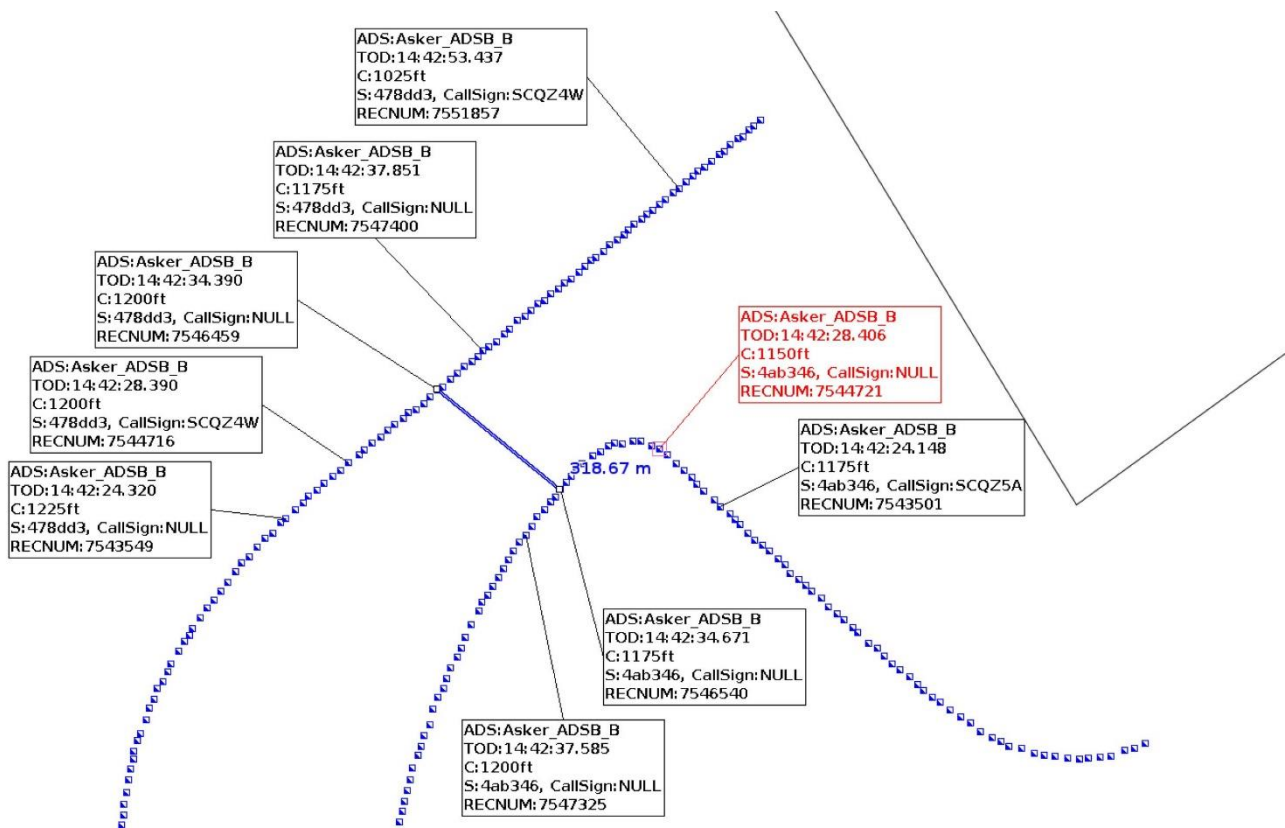 ADS:Asker_ADSB_B
TOD:14:42:53.437
C:1025ft
S:478dd3, CallSign:SCQZ4W
RECNUM:7551857
ADS:Asker_ADSB_B
TOD:14:42:37.851
C:1175ft
S:478dd3, CallSign:NULL
RECNUM:7547400
ADS:Asker_ADSB_B
TOD:14:42:34.390
C:1200ft
S:478dd3, CallSign:NULL
RECNUM:7546459
ADS:Asker_ADSB_B
TOD:14:42:28.390
C:1200ft
S:478dd3, CallSign:SCQZ4W
RECNUM:7544716
ADS:Asker_ADSB_B
TOD:14:42:24.320
C:1225ft
S:478dd3, CallSign:NULL
RECNUM:7543549
ADS:Asker_ADSB_B
TOD:14:42:28.406
C:1150ft
S:4ab346, CallSign:NULL
RECNUM:7544721
ADS:Asker_ADSB_B
TOD:14:42:24.148
C:1175ft
S:4ab346, CallSign:SCQZ5A
RECNUM:7543501
318.67 m
ADS:Asker_ADSB_B
TOD:14:42:34.671
C:1175ft
S:4ab346, CallSign:NULL
RECNUM:7546540
ADS:Asker_ADSB_B
TOD:14:42:37.585
C:1200ft
S:4ab346, CallSign:NULL
RECNUM:7547325